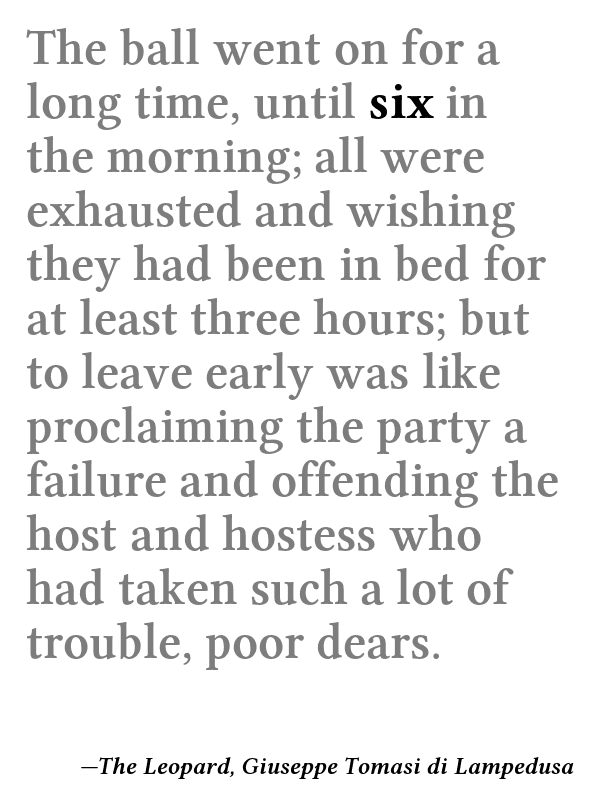 The ball went on for a
long time, until six in
the morning; all were
exhausted and wishing
they had been in bed for
at least three hours; but
to leave early was like
proclaiming the party a
failure and offending the
host and hostess who
had taken such a lot of
trouble, poor dears.
—The Leopard, Giuseppe Tomasi di Lampedusa